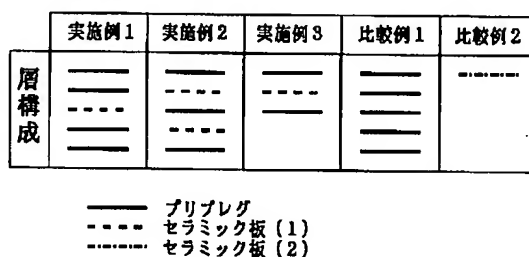 実施例1 実施例2 実施例3 比較例1 比較例2
層構成
プリプレグ
セラミック板(1)
セラミック板(2)